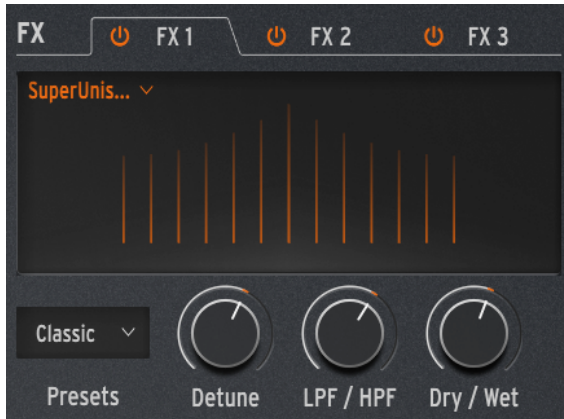 FX FX 1 FX 2 FX 3
SuperUnis...
Classic
Presets Detune LPF / HPF Dry / Wet